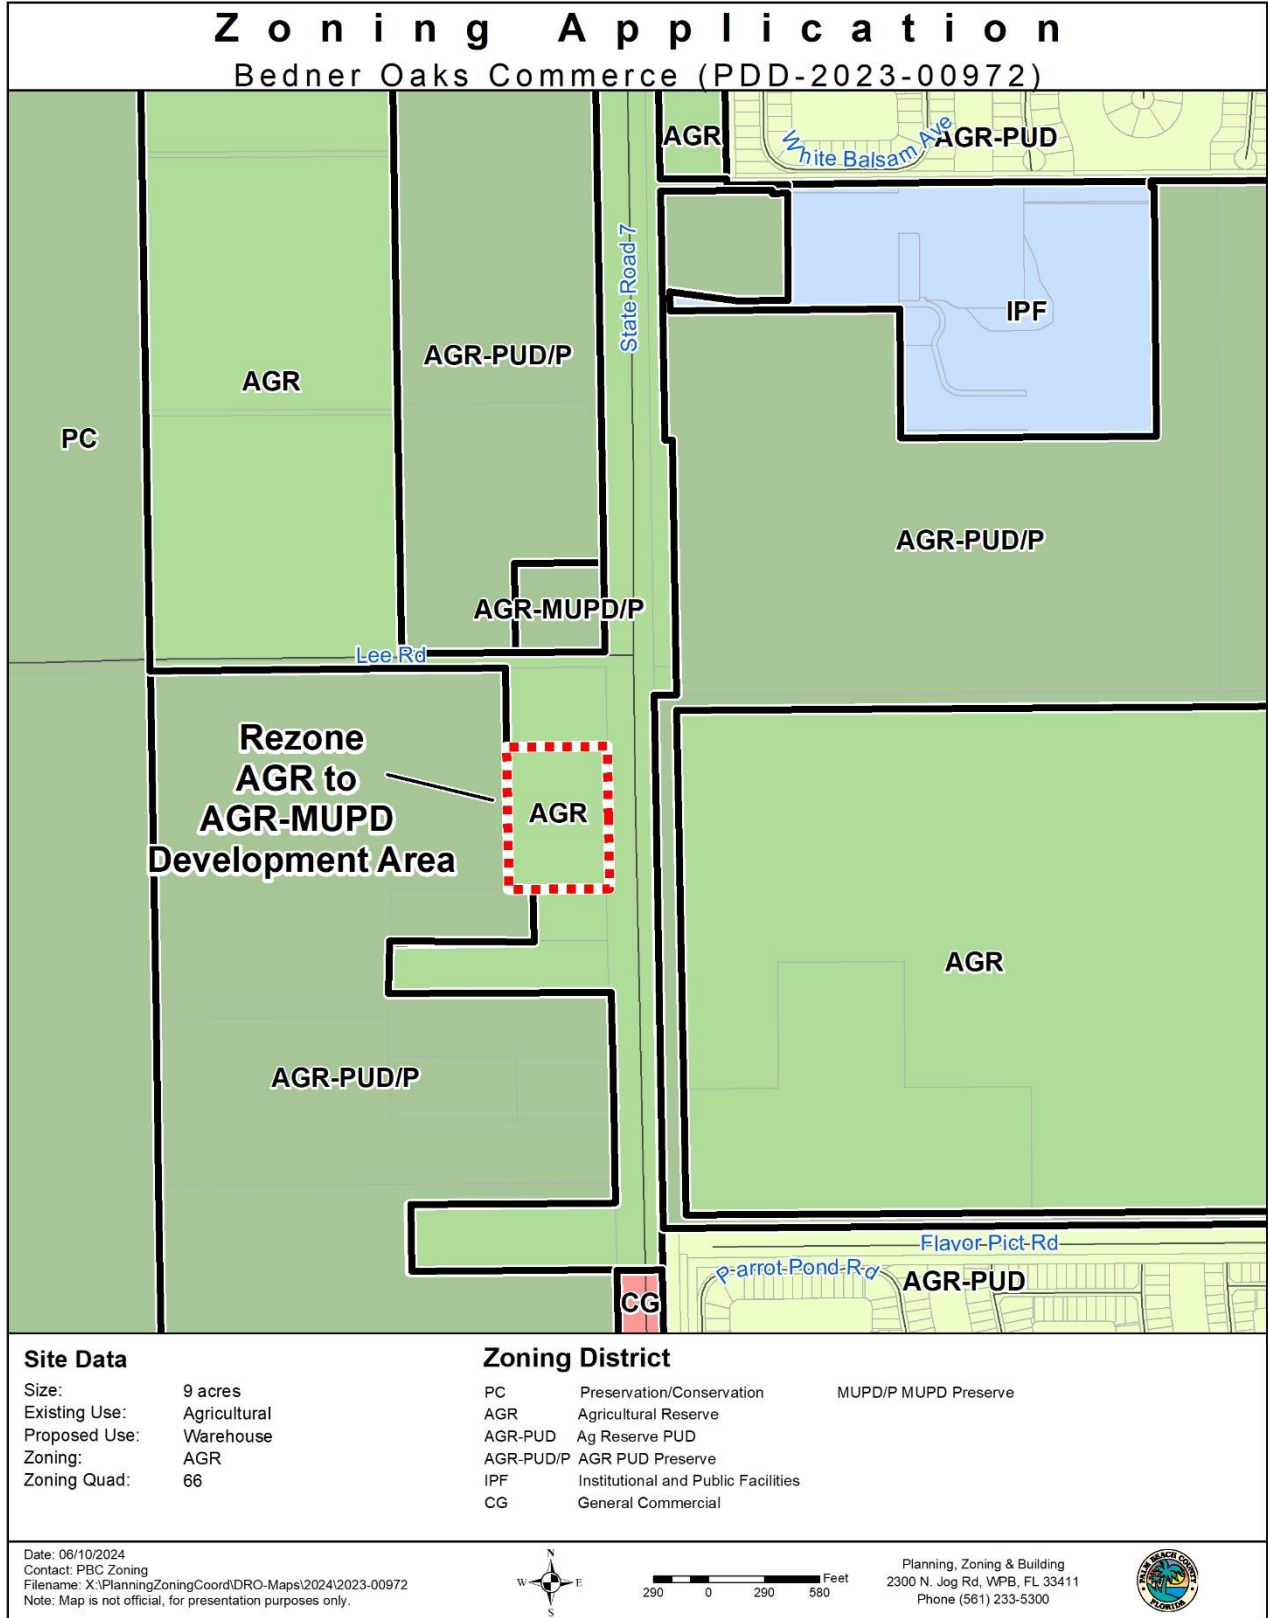 Zoning Application
Bedner Oaks Commerce (PDD-2023-00972)
AGR
White Balsam Ave
AGR-PUD
State Road 7
IPF
AGR-PUD/P
AGR
PC
AGR-PUD/P
AGR-MUPD/P
Lee Rd
Rezone
AGR to
AGR-MUPD
Development Area
AGR
AGR
AGR-PUD/P
Flavor Pict Rd
Parrot Pond Rd
AGR-PUD
CG
Site Data
Size: 9 acres
Existing Use: Agricultural
Proposed Use: Warehouse
Zoning: AGR
Zoning Quad: 66
Zoning District
PC Preservation/Conservation MUPD/P MUPD Preserve
AGR Agricultural Reserve
AGR-PUD Ag Reserve PUD
AGR-PUD/P AGR PUD Preserve
IPF Institutional and Public Facilities
CG General Commercial
Date: 06/10/2024
Contact: PBC Zoning
Filename: X:\PlanningZoningCoord\DRO-Maps\2024\2023-00972
Note: Map is not official, for presentation purposes only.
N
W E
S
Feet
290 0 290 580
Planning, Zoning & Building
2300 N. Jog Rd, WPB, FL 33411
Phone (561) 233-5300
PALM BEACH COUNTY
FLORIDA